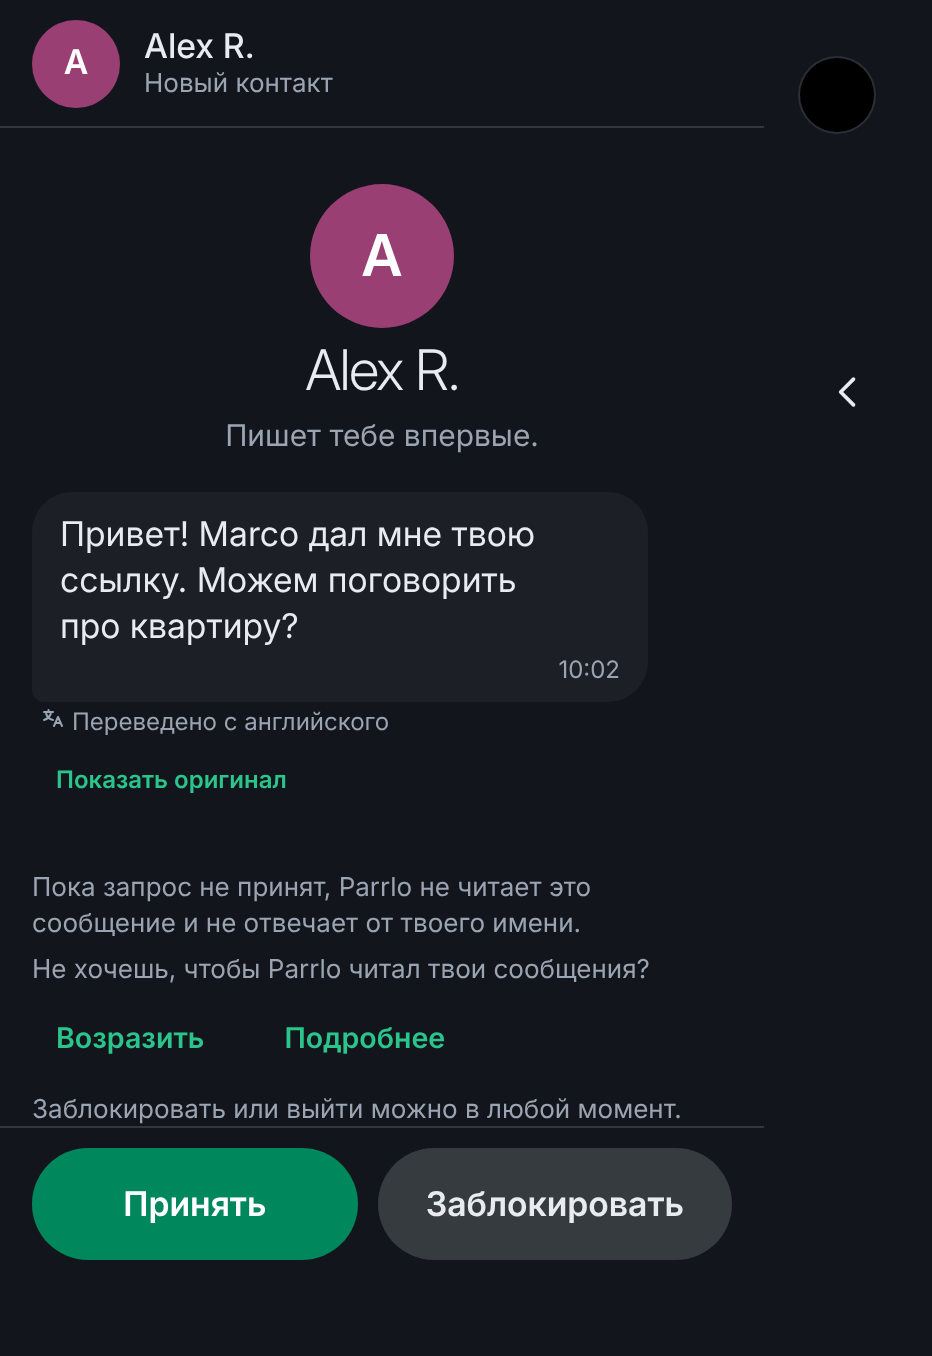 A
Alex R.
Новый контакт
A
Alex R.
Пишет тебе впервые.
Привет! Marco дал мне твою
ссылку. Можем поговорить
про квартиру?
10:02
Переведено с английского
Показать оригинал
Пока запрос не принят, Parrlo не читает это
сообщение и не отвечает от твоего имени.
Не хочешь, чтобы Parrlo читал твои сообщения?
Возразить Подробнее
Заблокировать или выйти можно в любой момент.
Принять Заблокировать